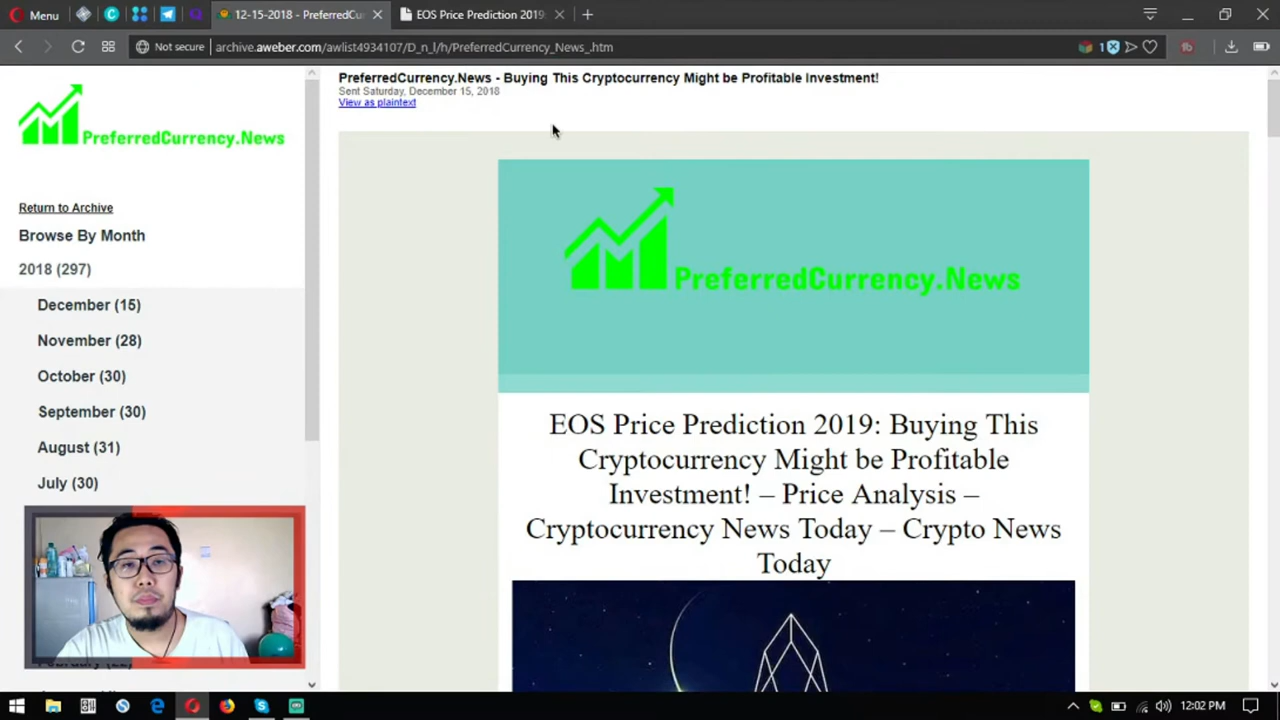 Menu
12-15-2018 - PreferredCu
EOS Price Prediction 2019:
Not secure
archive.aweber.com/awlist4934107/D_n_l/h/PreferredCurrency_News_.htm
1
PreferredCurrency.News
Return to Archive
Browse By Month
2018 (297)
December (15)
November (28)
October (30)
September (30)
August (31)
July (30)
PreferredCurrency.News - Buying This Cryptocurrency Might be Profitable Investment!
Sent Saturday, December 15, 2018
View as plaintext
PreferredCurrency.News
EOS Price Prediction 2019: Buying This
Cryptocurrency Might be Profitable
Investment! – Price Analysis –
Cryptocurrency News Today – Crypto News
Today
12:02 PM